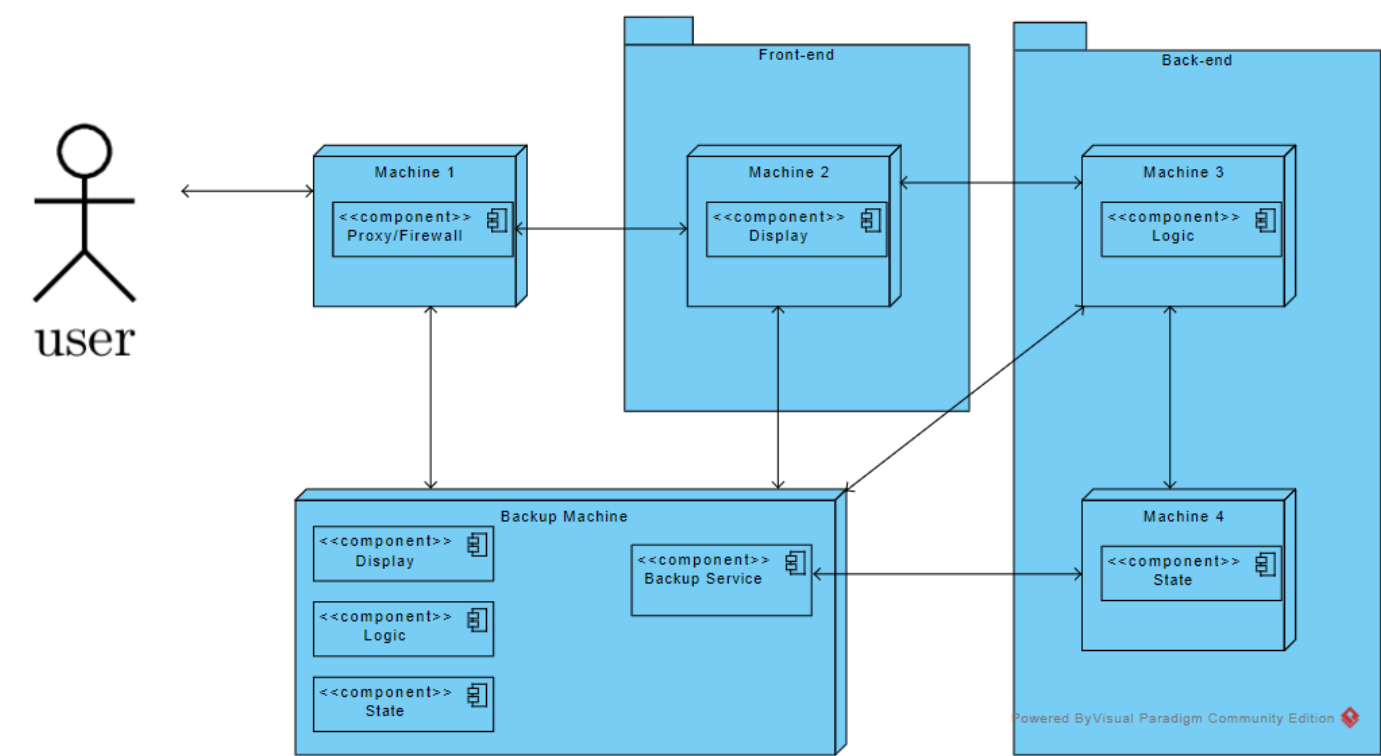 Front-end
Back-end
Machine 1
<<component>>
Proxy/Firewall
Machine 2
<<component>>
Display
Machine 3
<<component>>
Logic
user
Backup Machine
<<component>>
Display
<<component>>
Logic
<<component>>
State
<<component>>
Backup Service
Machine 4
<<component>>
State
Powered ByVisual Paradigm Community Edition